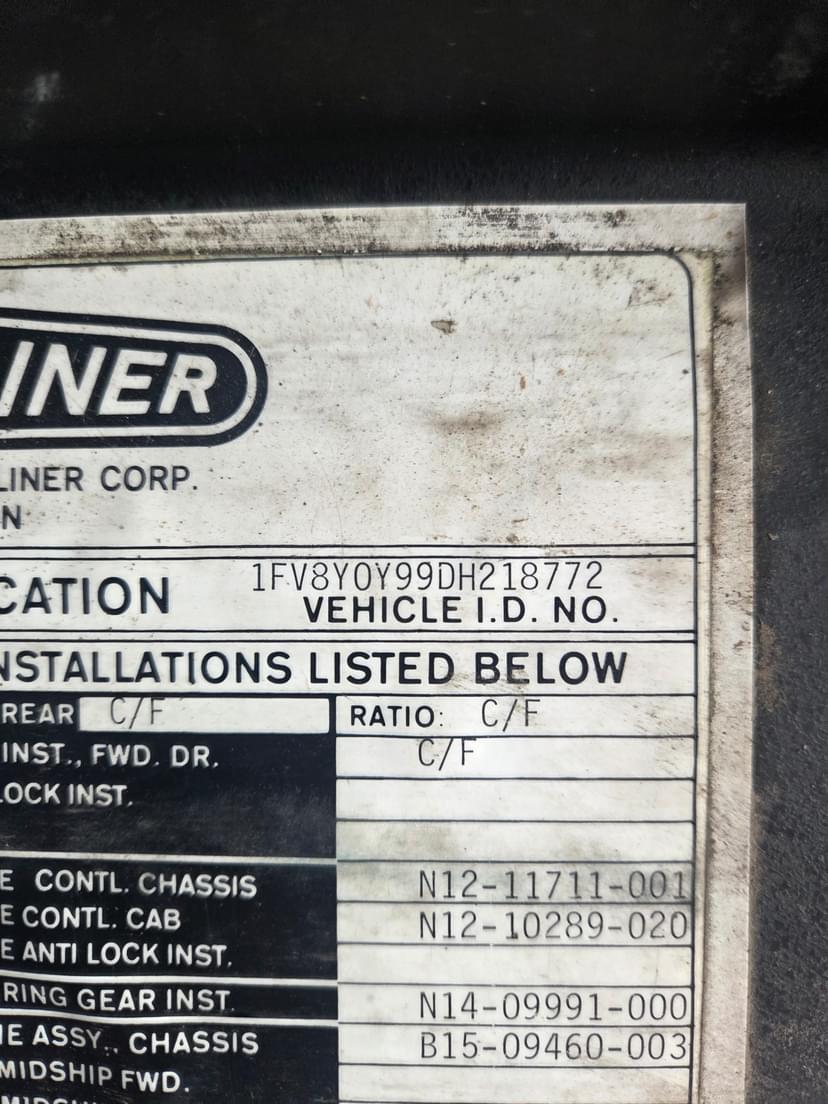 INER
LINER CORP.
N
CATION 1FV8Y0Y99DH218772
VEHICLE I.D. NO.
NSTALLATIONS LISTED BELOW
REAR C/F RATIO: C/F
INST., FWD. DR. C/F
LOCK INST.
E CONTL. CHASSIS N12-11711-001
E CONTL. CAB N12-10289-020
E ANTI LOCK INST.
RING GEAR INST. N14-09991-000
NE ASSY., CHASSIS B15-09460-003
MIDSHIP FWD.